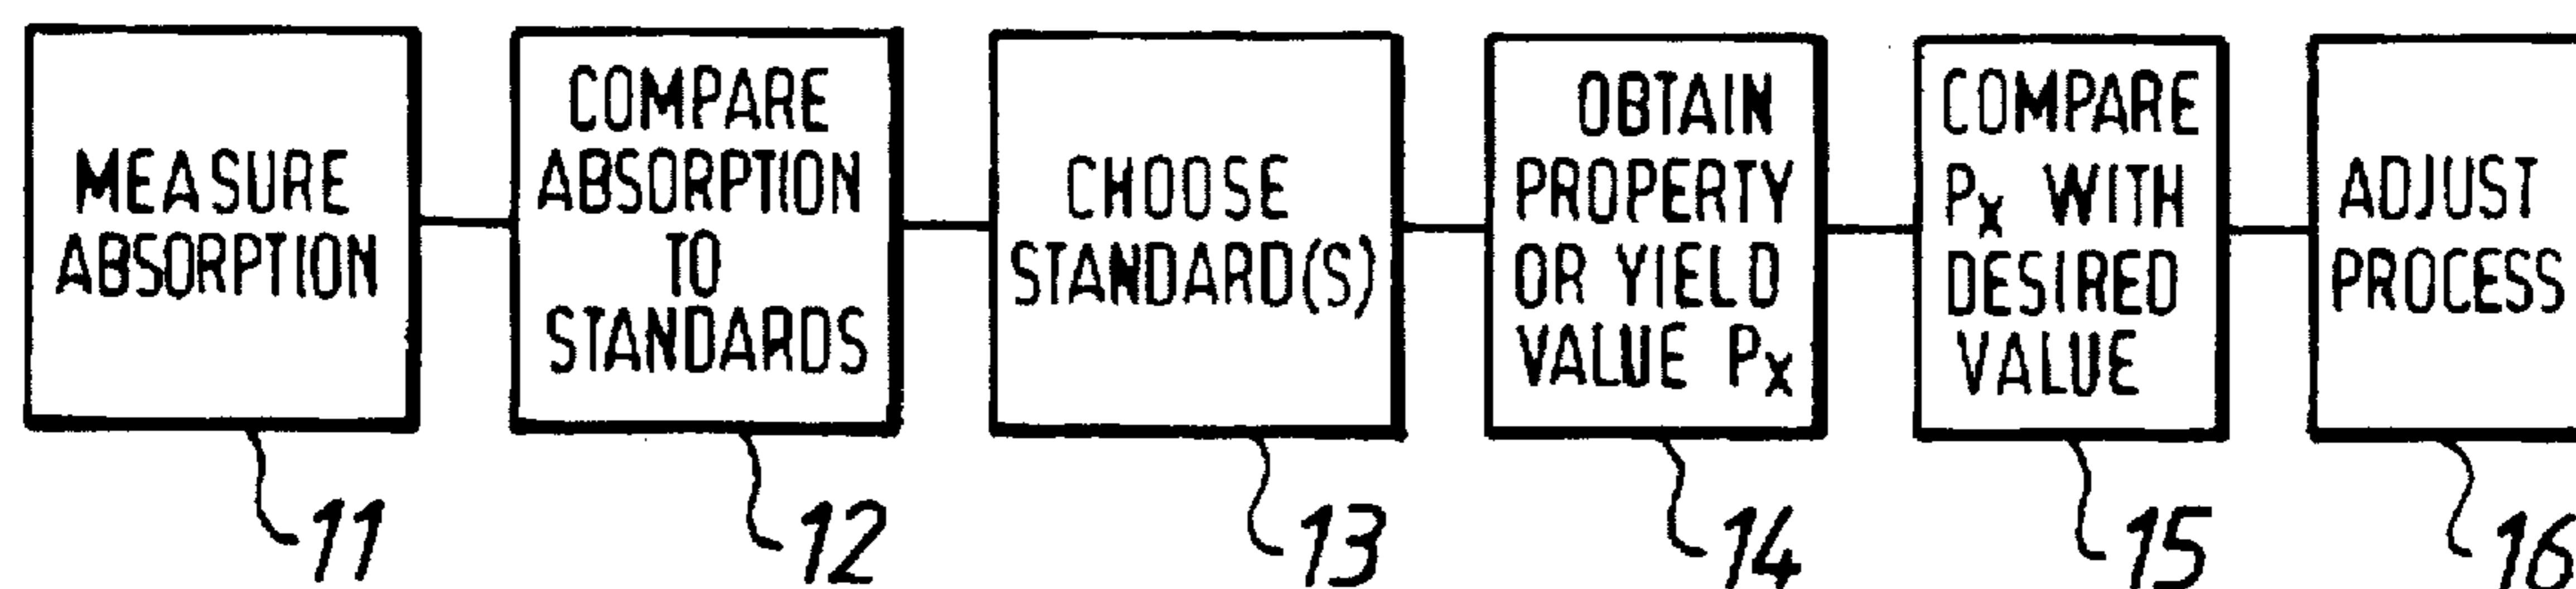 MEASURE
ABSORPTION
COMPARE
ABSORPTION
TO
STANDARDS
CHOOSE
STANDARD(S)
OBTAIN
PROPERTY
OR YIELD
VALUE Px
COMPARE
Px WITH
DESIRED
VALUE
ADJUST
PROCESS
11
12
13
14
15
16